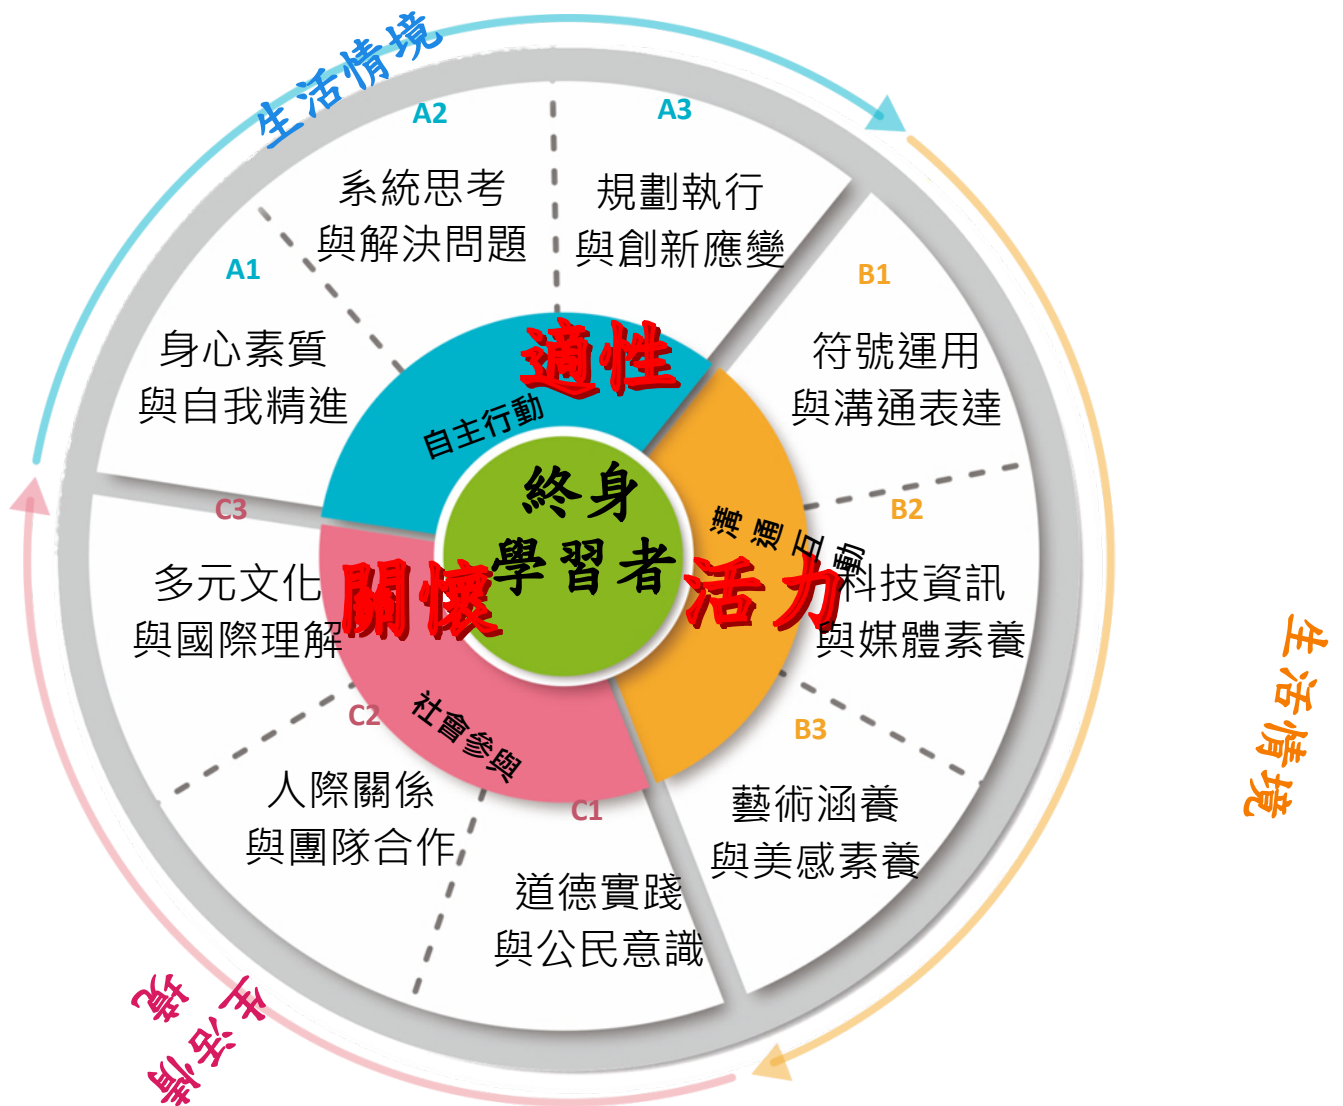 生活情境
A2
系統思考
與解決問題
A3
規劃執行
與創新應變
A1
身心素質
與自我精進
B1
符號運用
與溝通表達
適性
自主行動
終身
學習者
C3
多元文化
與國際理解
關懷
溝通互動
活力
B2
科技資訊
與媒體素養
生活情境
C2
人際關係
與團隊合作
社會參與
B3
藝術涵養
與美感素養
C1
道德實踐
與公民意識
生活情
境